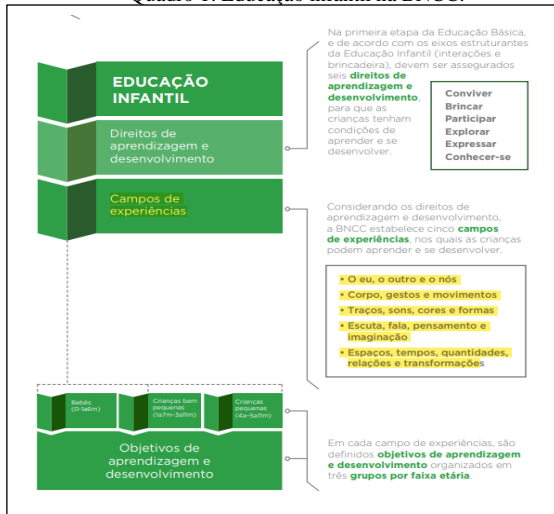 Quadro 1: Educação Infantil na BNCC.
EDUCAÇÃO
INFANTIL
Direitos de
aprendizagem e
desenvolvimento
Campos de
experiências
Na primeira etapa da Educação Básica,
e de acordo com os eixos estruturantes
da Educação Infantil (interações e
brincadeira), devem ser assegurados
seis direitos de
aprendizagem e
desenvolvimento,
para que as
crianças tenham
condições de
aprender e se
desenvolver.
Conviver
Brincar
Participar
Explorar
Expressar
Conhecer-se
Considerando os direitos de
aprendizagem e desenvolvimento,
a BNCC estabelece cinco campos
de experiências, nos quais as crianças
podem aprender e se desenvolver.
• O eu, o outro e o nós
• Corpo, gestos e movimentos
• Traços, sons, cores e formas
• Escuta, fala, pensamento e
imaginação
• Espaços, tempos, quantidades,
relações e transformações
Bebês
(0-1a6m)
Crianças bem
pequenas
(1a7m-3a11m)
Crianças
pequenas
(4a-5a11m)
Objetivos de
aprendizagem e
desenvolvimento
Em cada campo de experiências, são
definidos objetivos de aprendizagem
e desenvolvimento organizados em
três grupos por faixa etária.